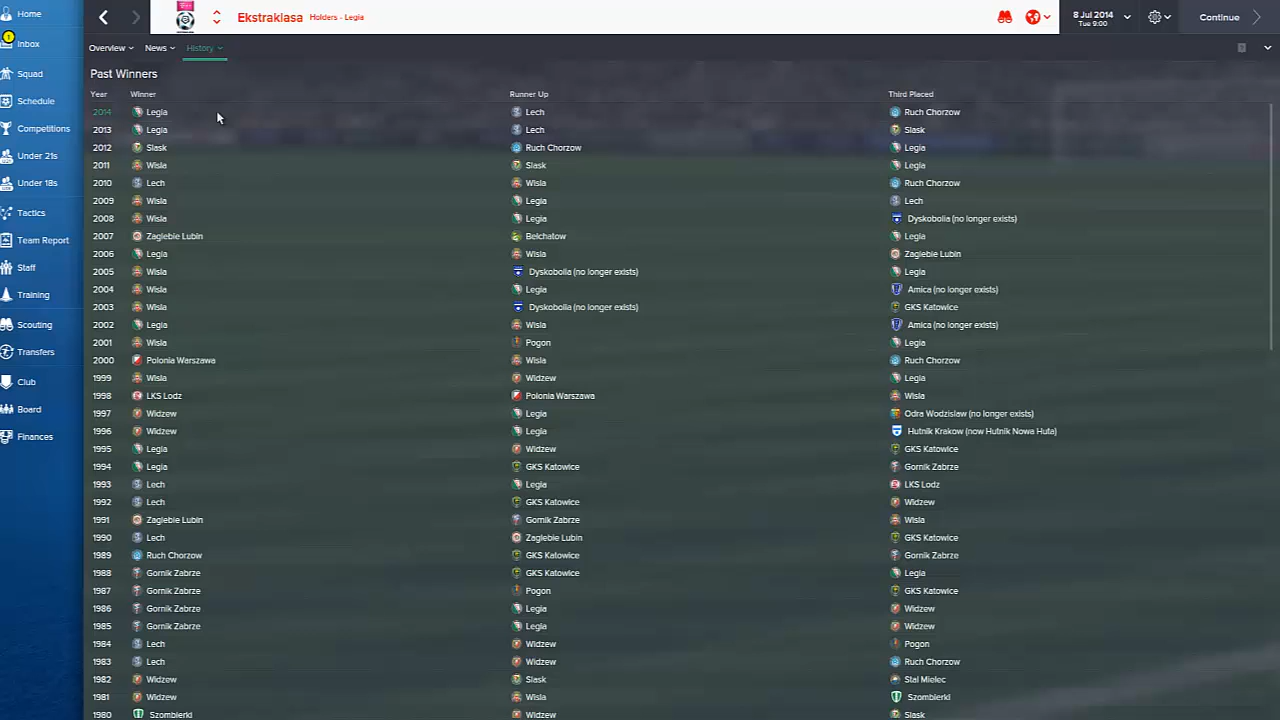 Home
Ekstraklasa Holders - Legia
8 Jul 2014
Tue 9:00
Continue
1
Inbox
Overview News History
Squad
Past Winners
Year Winner Runner Up Third Placed
Schedule
2014 Legia Lech Ruch Chorzow
Competitions
2013 Legia Lech Slask
2012 Slask Ruch Chorzow Legia
Under 21s
2011 Wisla Slask Legia
Under 18s
2010 Lech Wisla Ruch Chorzow
2009 Wisla Legia Lech
Tactics
2008 Wisla Legia Dyskobolia (no longer exists)
2007 Zaglebie Lubin Belchatow Legia
Team Report
2006 Legia Wisla Zaglebie Lubin
Staff
2005 Wisla Dyskobolia (no longer exists) Legia
2004 Wisla Legia Amica (no longer exists)
Training
2003 Wisla Dyskobolia (no longer exists) GKS Katowice
Scouting
2002 Legia Wisla Amica (no longer exists)
2001 Wisla Pogon Legia
Transfers
2000 Polonia Warszawa Wisla Ruch Chorzow
1999 Wisla Widzew Legia
Club
1998 LKS Lodz Polonia Warszawa Wisla
Board
1997 Widzew Legia Odra Wodzislaw (no longer exists)
1996 Widzew Legia Hutnik Krakow (now Hutnik Nowa Huta)
Finances
1995 Legia Widzew GKS Katowice
1994 Legia GKS Katowice Gornik Zabrze
1993 Lech Legia LKS Lodz
1992 Lech GKS Katowice Widzew
1991 Zaglebie Lubin Gornik Zabrze Wisla
1990 Lech Zaglebie Lubin GKS Katowice
1989 Ruch Chorzow GKS Katowice Gornik Zabrze
1988 Gornik Zabrze GKS Katowice Legia
1987 Gornik Zabrze Pogon GKS Katowice
1986 Gornik Zabrze Legia Widzew
1985 Gornik Zabrze Legia Widzew
1984 Lech Widzew Pogon
1983 Lech Widzew Ruch Chorzow
1982 Widzew Slask Stal Mielec
1981 Widzew Wisla Szombierki
1980 Szombierki Widzew Slask